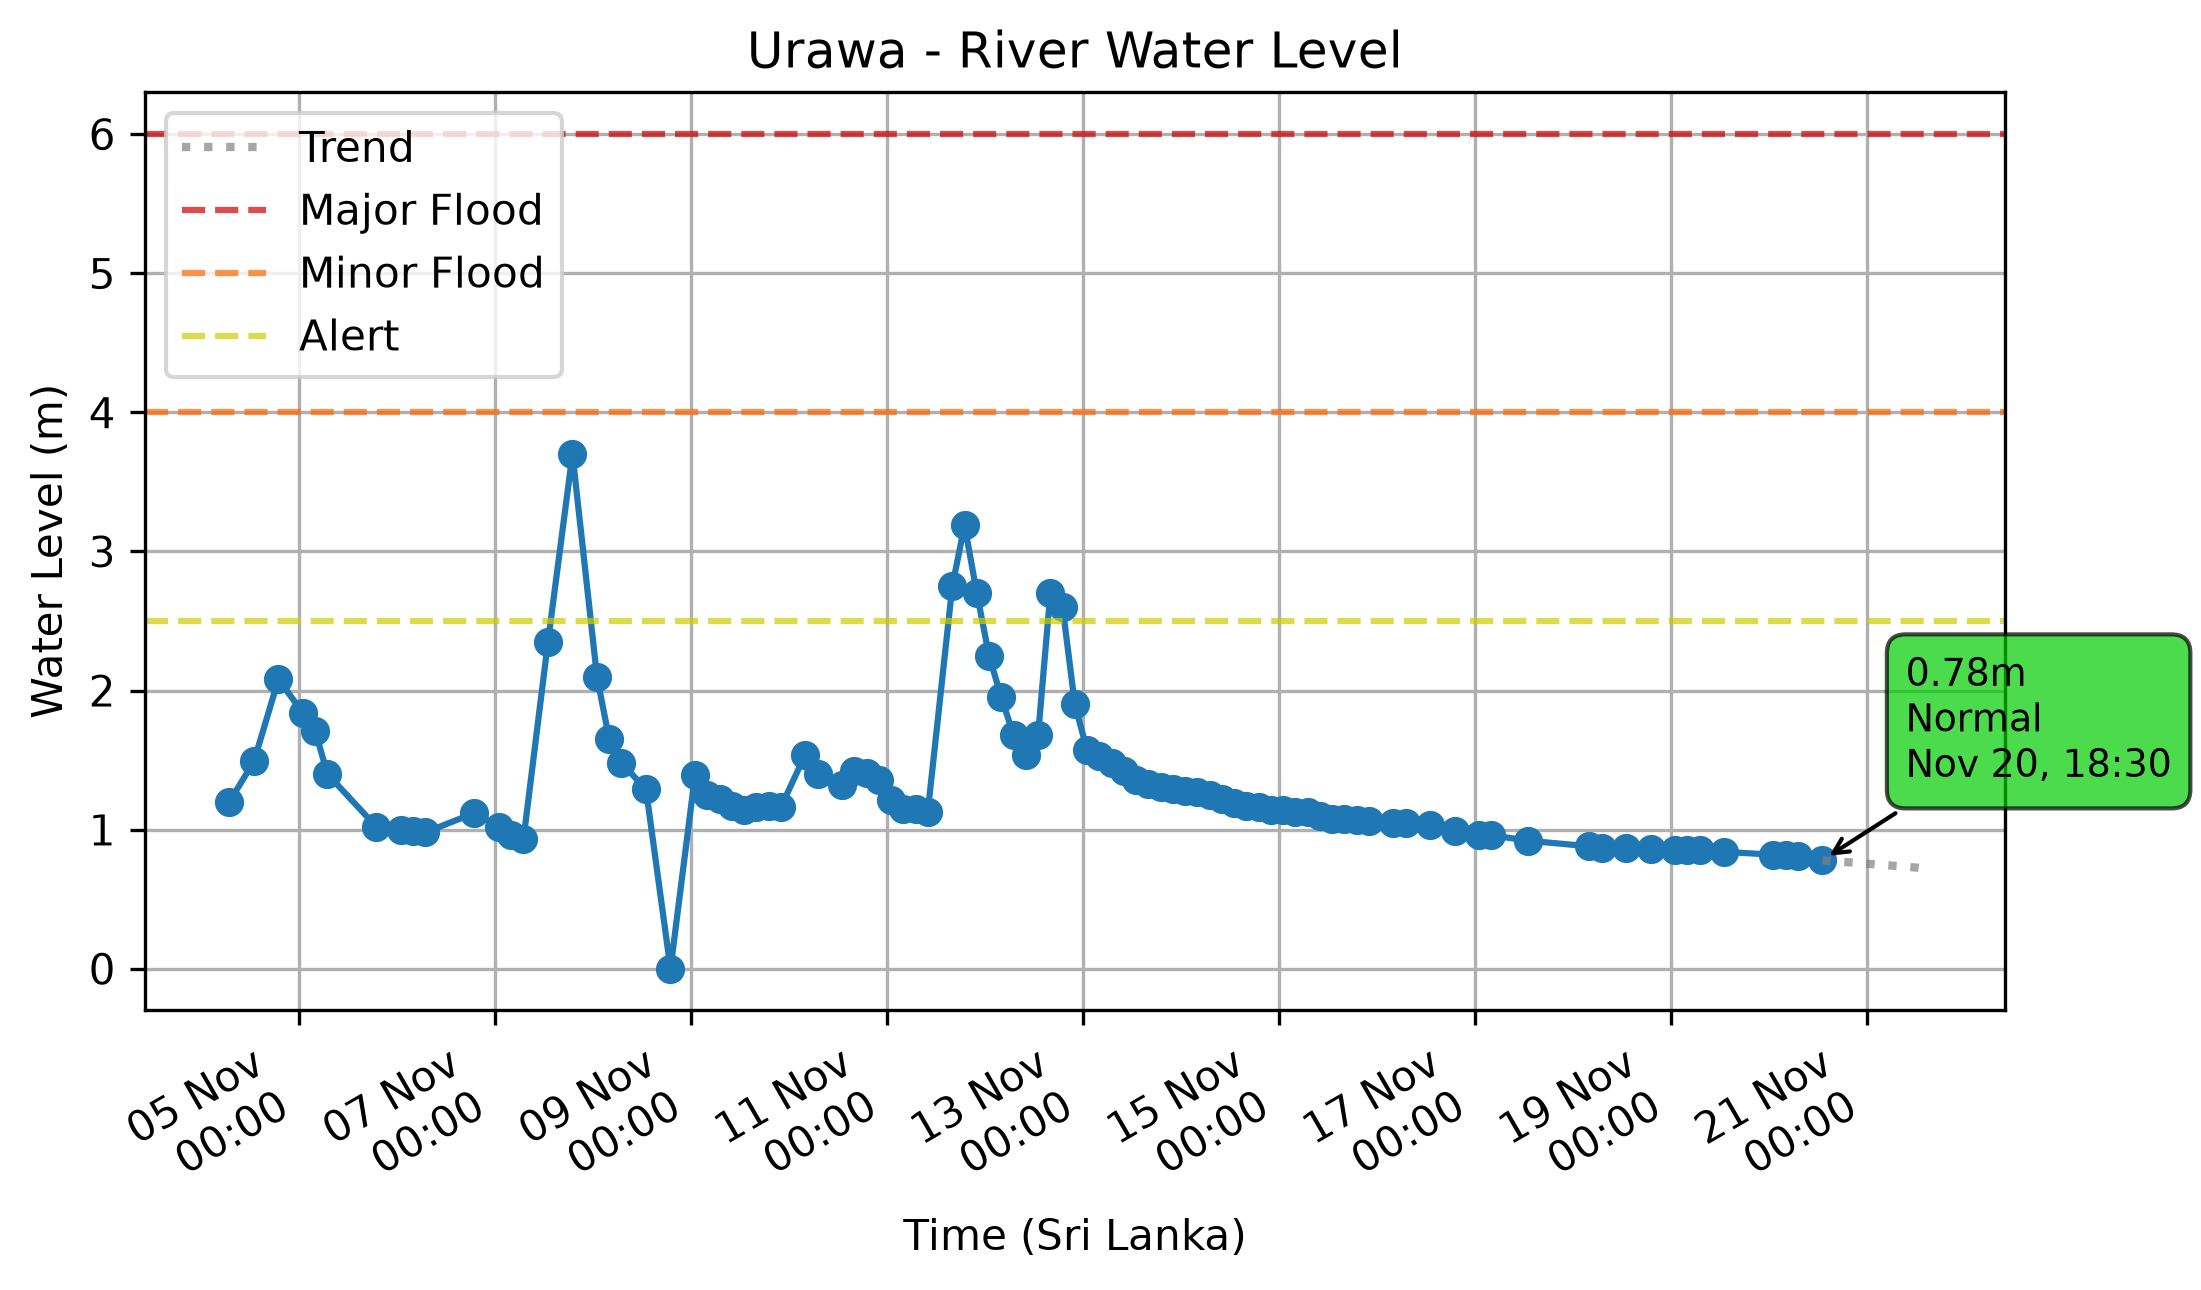 Urawa - River Water Level
Trend
Major Flood
Minor Flood
Alert
6
5
4
3
2
1
0
Water Level (m)
0.78m
Normal
Nov 20, 18:30
05 Nov
00:00
07 Nov
00:00
09 Nov
00:00
11 Nov
00:00
13 Nov
00:00
15 Nov
00:00
17 Nov
00:00
19 Nov
00:00
21 Nov
00:00
Time (Sri Lanka)